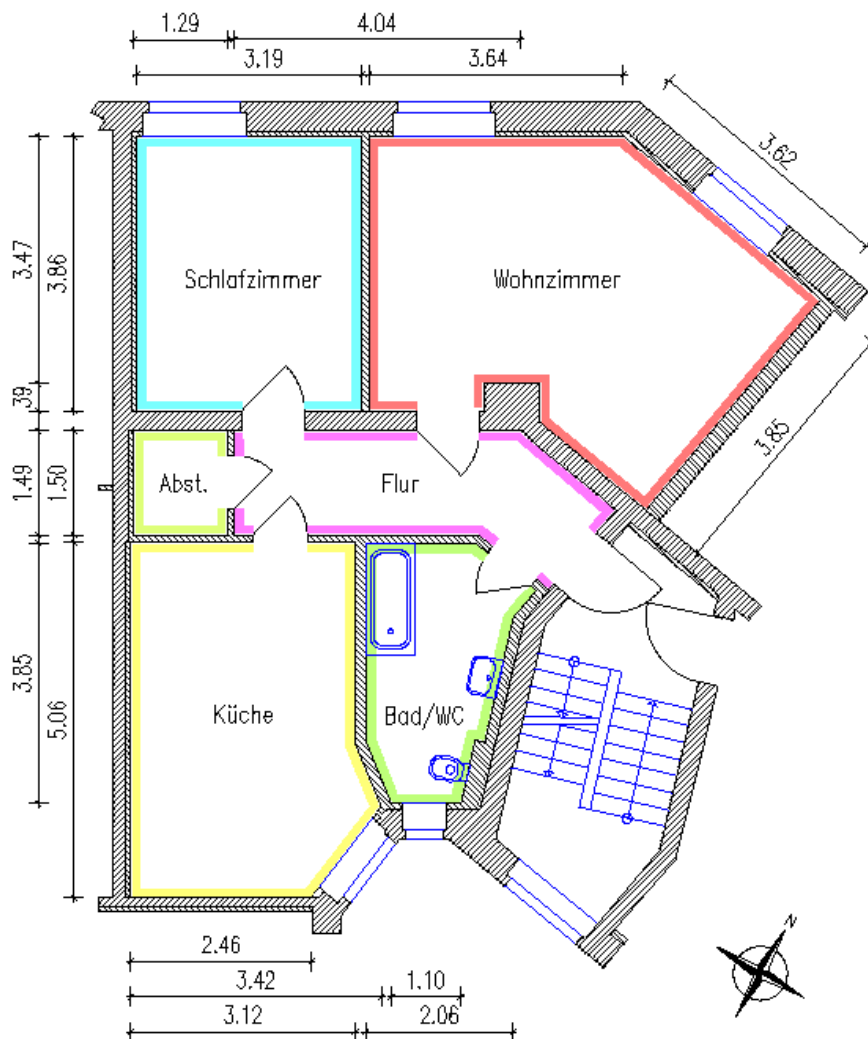 1.29
4.04
3.19
3.64
3.62
3.47
3.86
Schlafzimmer
Wohnzimmer
.39
3.85
1.49
1.50
Abst.
Flur
3.85
5.06
Küche
Bad/WC
N
2.46
3.42
1.10
3.12
2.06